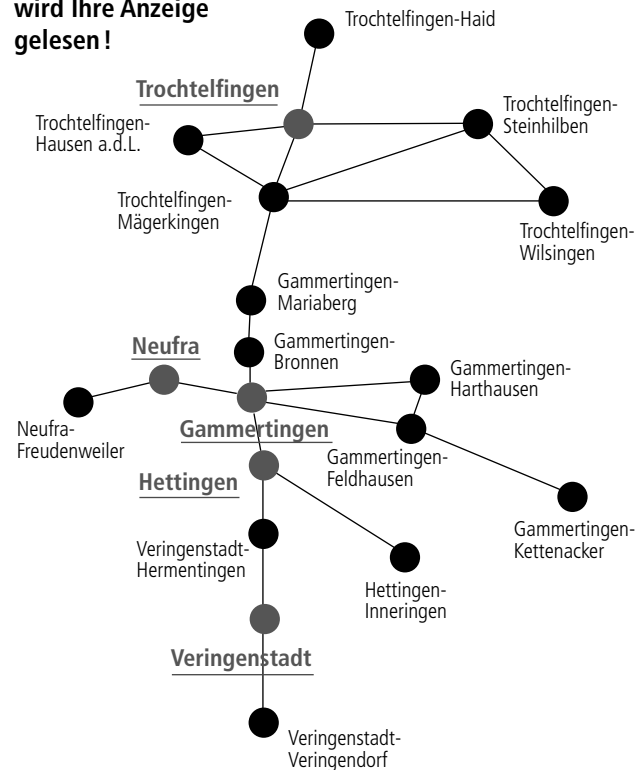 wird Ihre Anzeige
gelesen !
Trochtelfingen-Haid
Trochtelfingen
Trochtelfingen-
Hausen a.d.L.
Trochtelfingen-
Steinhilben
Trochtelfingen-
Mägerkingen
Trochtelfingen-
Wilsingen
Gammertingen-
Mariaberg
Neufra
Gammertingen-
Bronnen
Gammertingen-
Harthausen
Neufra-
Freudenweiler
Gammertingen
Gammertingen-
Feldhausen
Hettingen
Gammertingen-
Kettenacker
Veringenstadt-
Hermentingen
Hettingen-
Inneringen
Veringenstadt
Veringenstadt-
Veringendorf